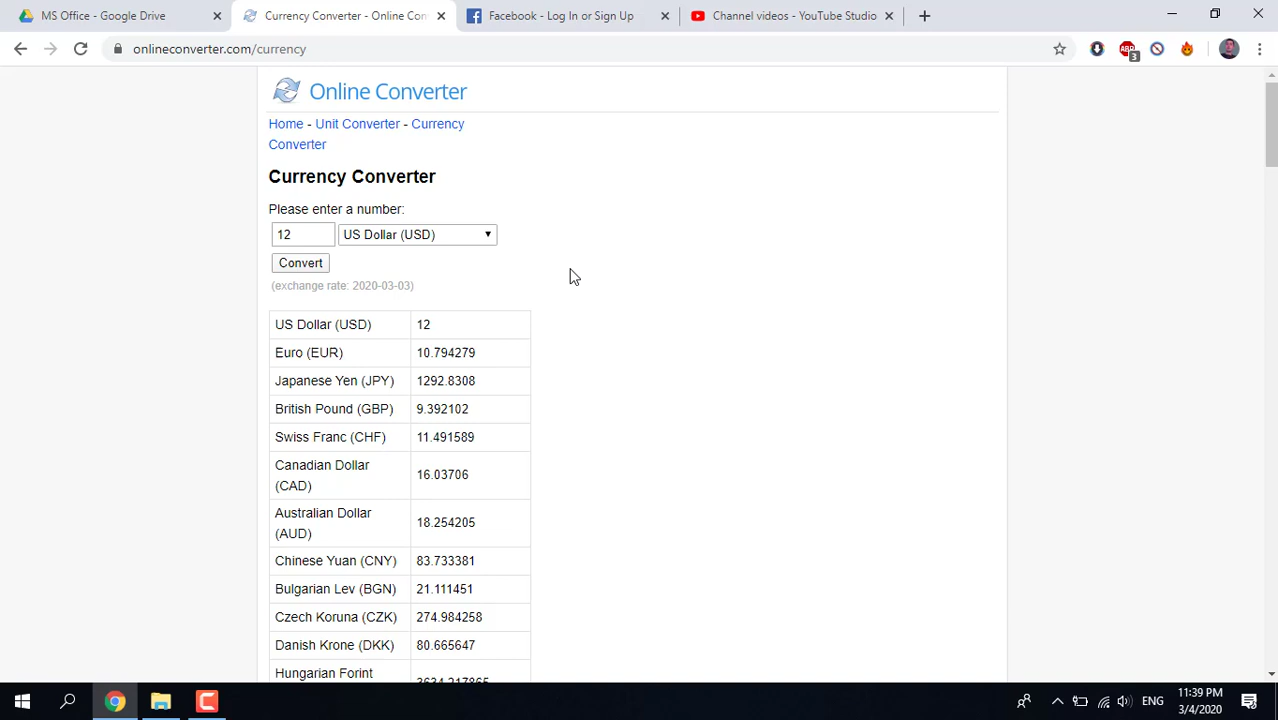 MS Office - Google Drive
Currency Converter - Online Con
Facebook - Log In or Sign Up
Channel videos - YouTube Studio
onlineconverter.com/currency
ABP
3
Online Converter
Home - Unit Converter - Currency
Converter
Currency Converter
Please enter a number:
12 US Dollar (USD)
Convert
(exchange rate: 2020-03-03)
US Dollar (USD) 12
Euro (EUR) 10.794279
Japanese Yen (JPY) 1292.8308
British Pound (GBP) 9.392102
Swiss Franc (CHF) 11.491589
Canadian Dollar
(CAD) 16.03706
Australian Dollar
(AUD) 18.254205
Chinese Yuan (CNY) 83.733381
Bulgarian Lev (BGN) 21.111451
Czech Koruna (CZK) 274.984258
Danish Krone (DKK) 80.665647
Hungarian Forint
3634.217865
ENG
11:39 PM
3/4/2020